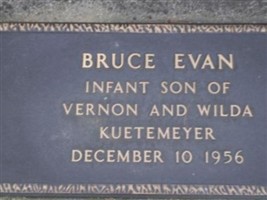 BRUCE EVAN
INFANT SON OF
VERNON AND WILDA
KUETEMEYER
DECEMBER 10 1956